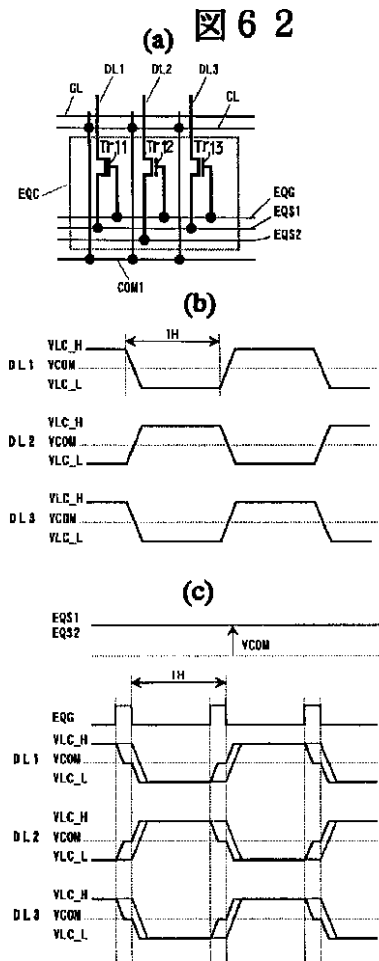 図62
(a)
DL1 DL2 DL3
GL
CL
Tr11 Tr12 Tr13
EQC
EQG
EQS1
EQS2
COM1
(b)
1H
VLC_H
DL1 VCOM
VLC_L
VLC_H
DL2 VCOM
VLC_L
VLC_H
DL3 VCOM
VLC_L
(c)
EQS1
EQS2
VCOM
1H
EQG
VLC_H
DL1 VCOM
VLC_L
VLC_H
DL2 VCOM
VLC_L
VLC_H
DL3 VCOM
VLC_L